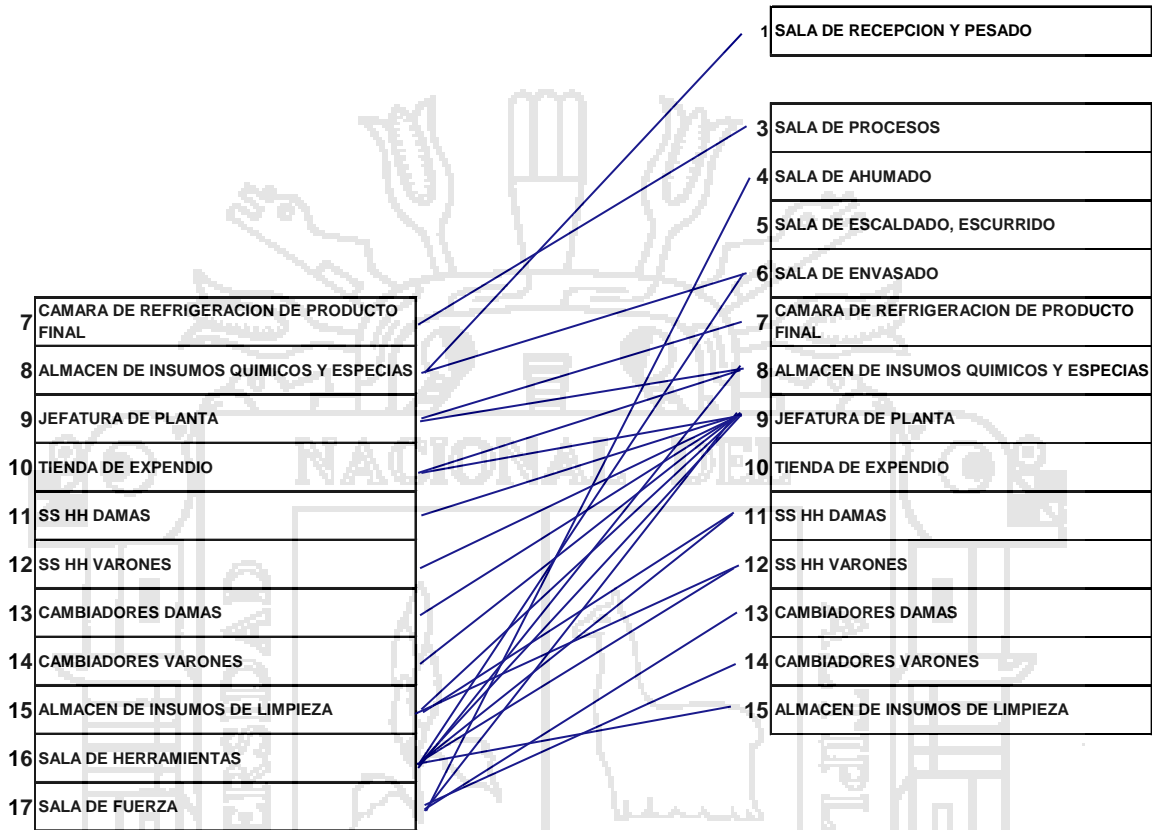 1 SALA DE RECEPCION Y PESADO
3 SALA DE PROCESOS
4 SALA DE AHUMADO
5 SALA DE ESCALDADO, ESCURRIDO
6 SALA DE ENVASADO
7 CAMARA DE REFRIGERACION DE PRODUCTO
FINAL
8 ALMACEN DE INSUMOS QUIMICOS Y ESPECIAS
9 JEFATURA DE PLANTA
10 TIENDA DE EXPENDIO
11 SS HH DAMAS
12 SS HH VARONES
13 CAMBIADORES DAMAS
14 CAMBIADORES VARONES
15 ALMACEN DE INSUMOS DE LIMPIEZA
7 CAMARA DE REFRIGERACION DE PRODUCTO
FINAL
8 ALMACEN DE INSUMOS QUIMICOS Y ESPECIAS
9 JEFATURA DE PLANTA
10 TIENDA DE EXPENDIO
11 SS HH DAMAS
12 SS HH VARONES
13 CAMBIADORES DAMAS
14 CAMBIADORES VARONES
15 ALMACEN DE INSUMOS DE LIMPIEZA
16 SALA DE HERRAMIENTAS
17 SALA DE FUERZA
NACIONAL DEL